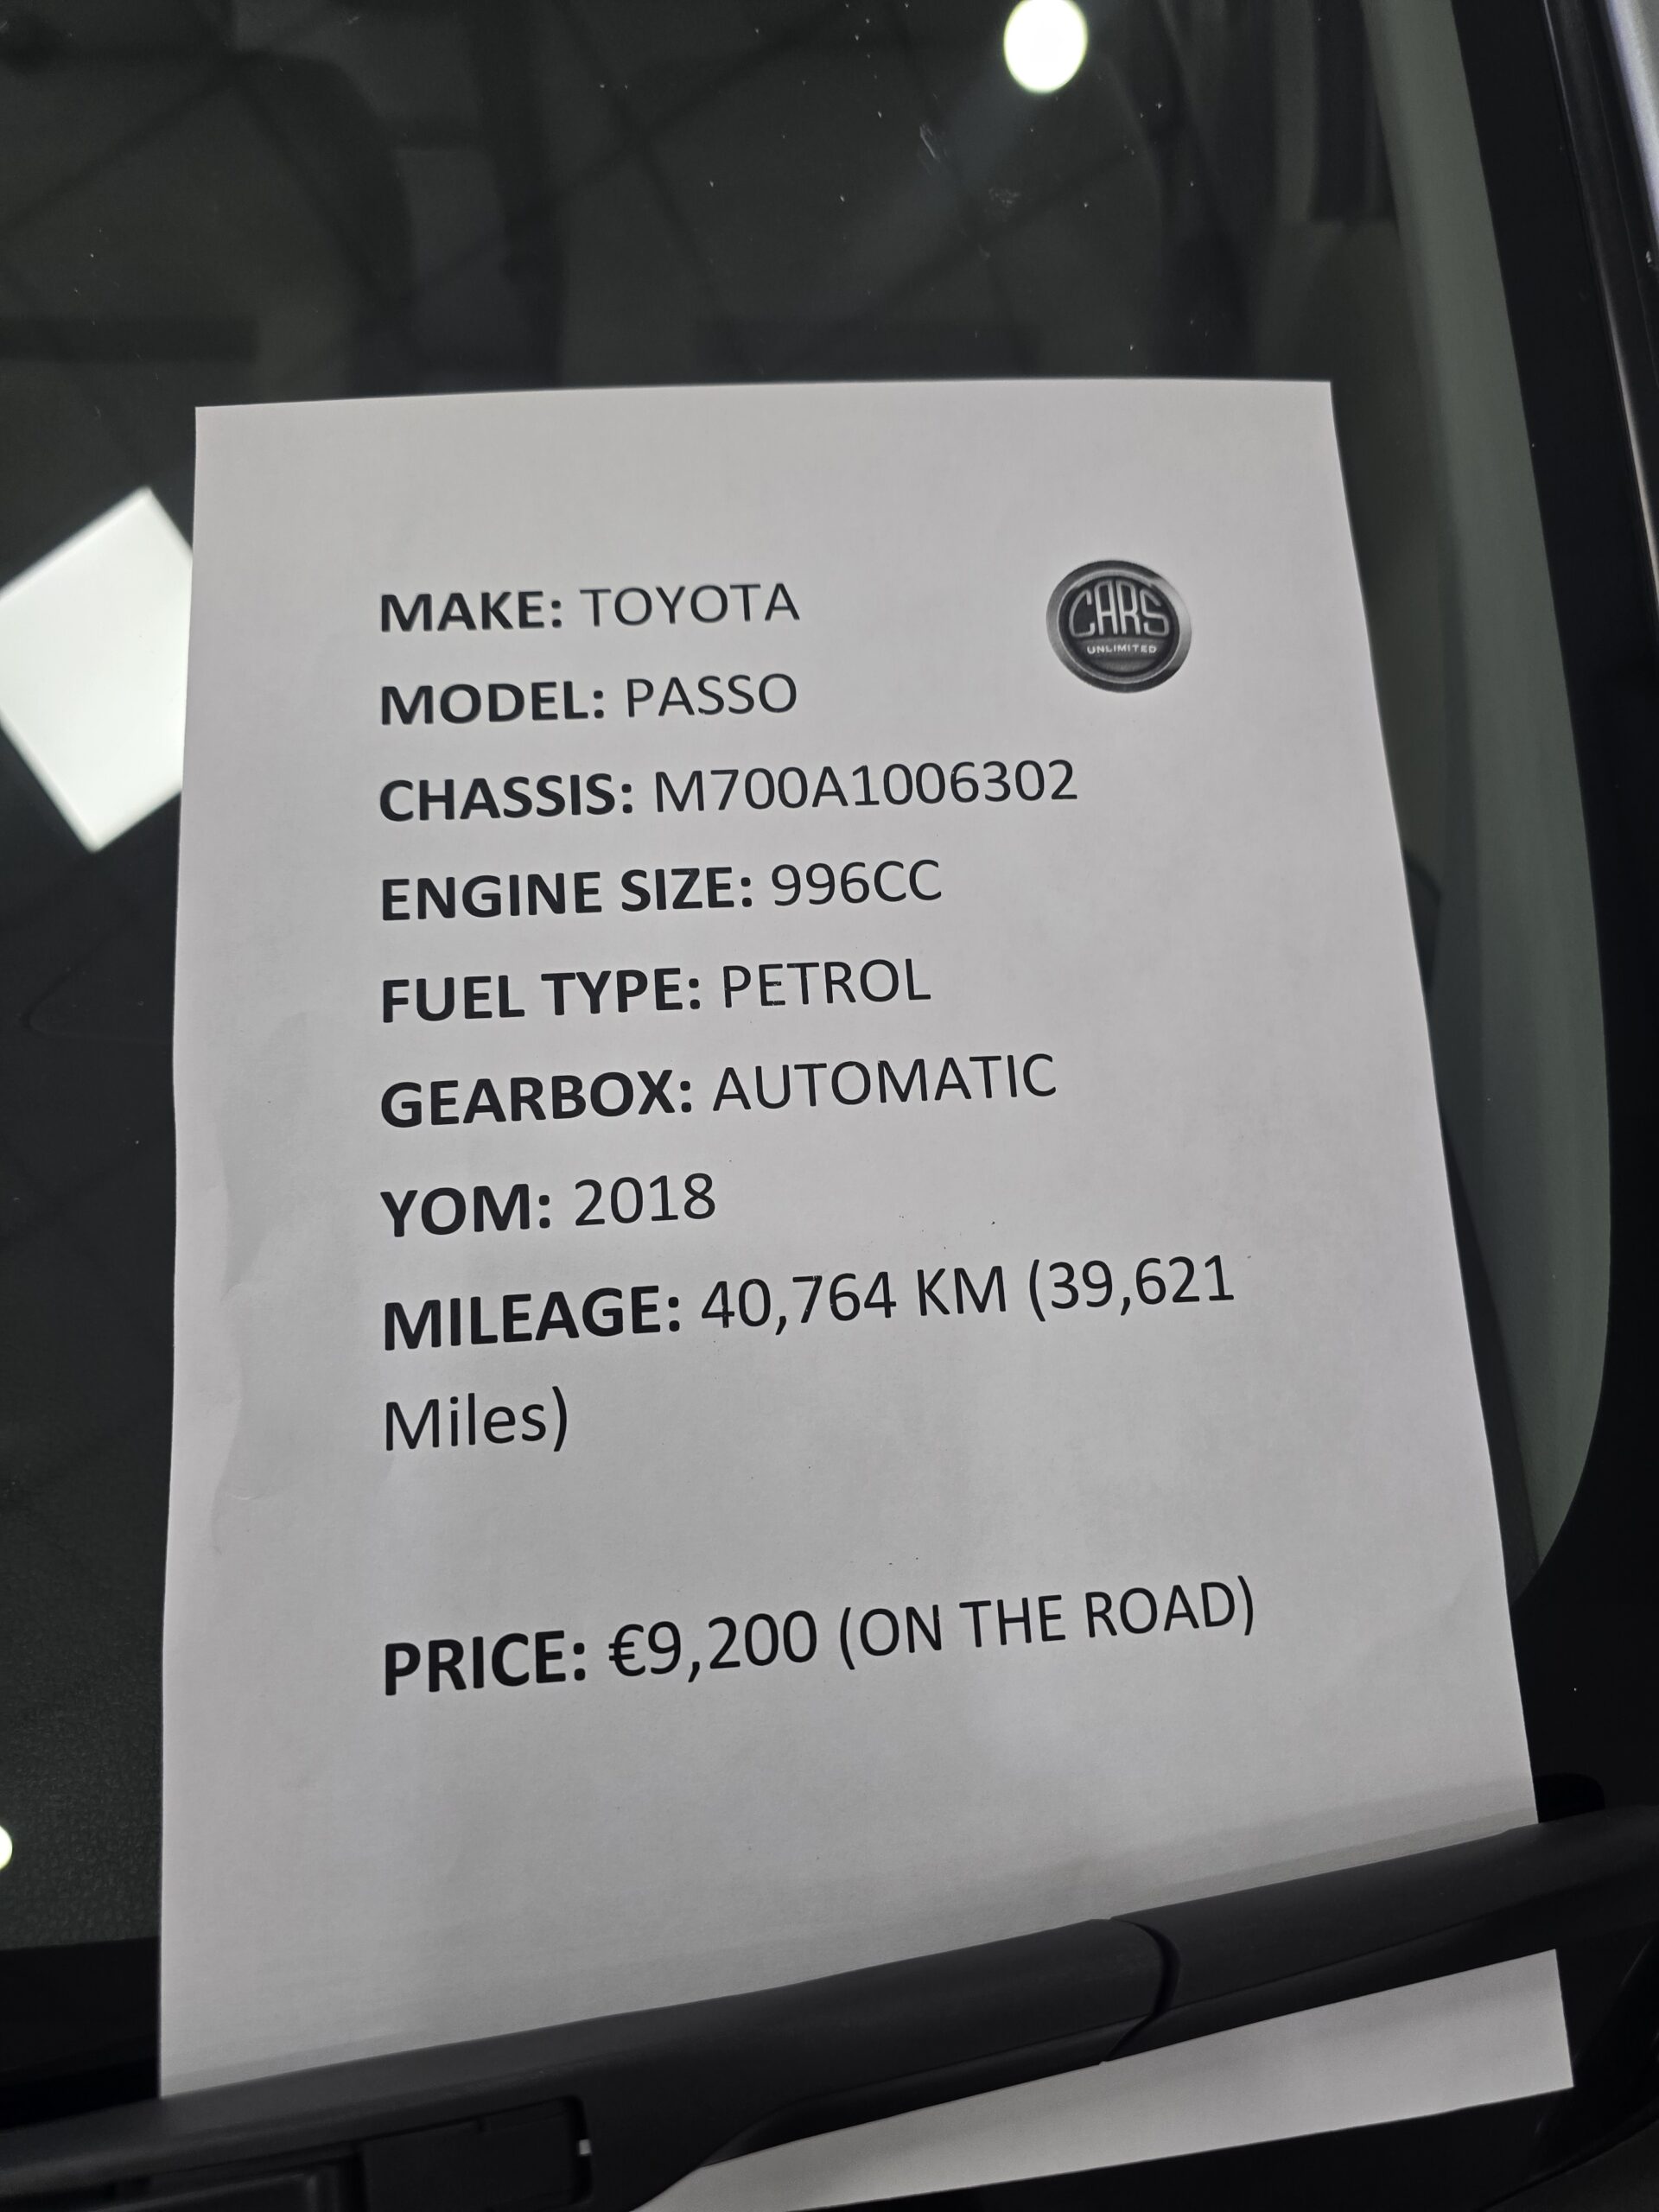 MAKE: TOYOTA
CARS
UNLIMITED
MODEL: PASSO
CHASSIS: M700A1006302
ENGINE SIZE: 996CC
FUEL TYPE: PETROL
GEARBOX: AUTOMATIC
YOM: 2018
MILEAGE: 40,764 KM (39,621
Miles)
PRICE: €9,200 (ON THE ROAD)